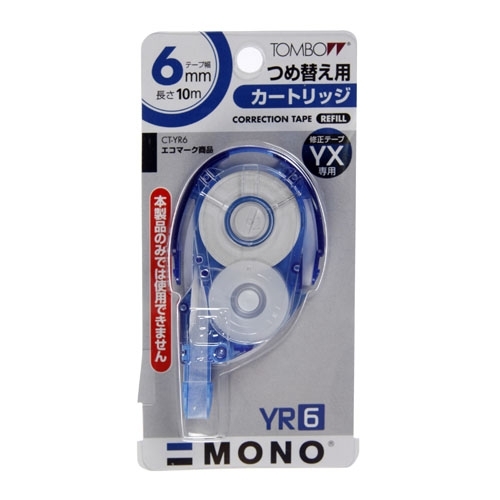 6mm
テープ幅
長さ10m
TOMBOW
つめ替え用
カートリッジ
CORRECTION TAPE REFILL
CT-YR6
エコマーク商品
修正テープ
YX
専用
本製品のみでは使用できません
YR6
MONO®